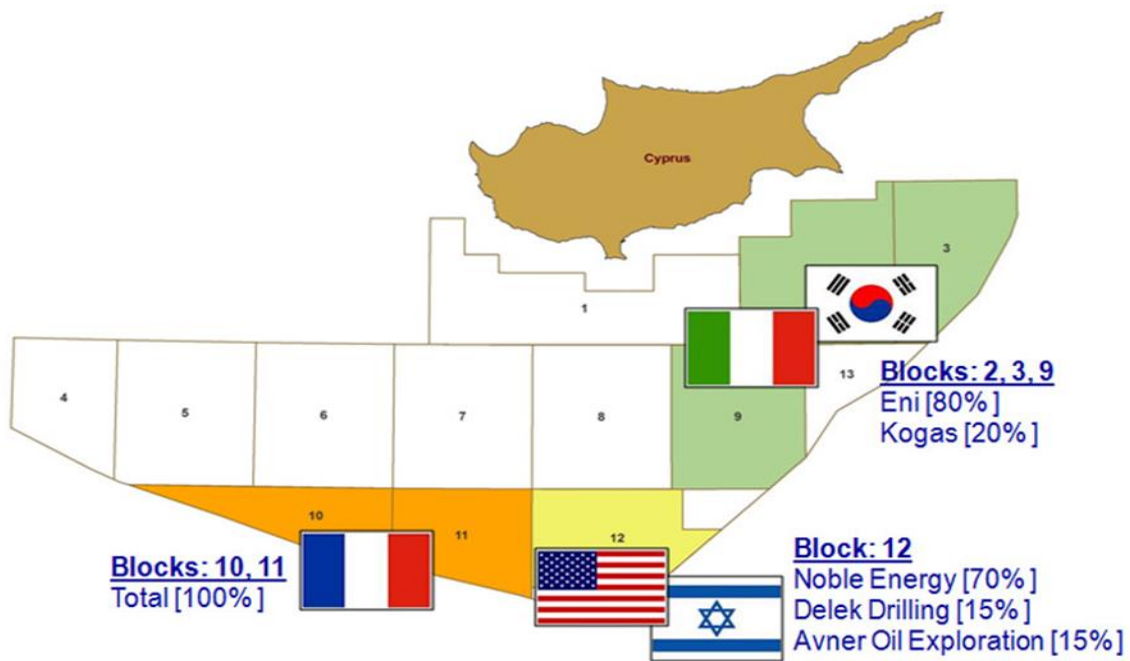 Cyprus
3
1
13
4
5
6
7
8
9
Blocks: 2, 3, 9
Eni [80%]
Kogas [20%]
10
11
12
Blocks: 10, 11
Total [100%]
Block: 12
Noble Energy [70%]
Delek Drilling [15%]
Avner Oil Exploration [15%]